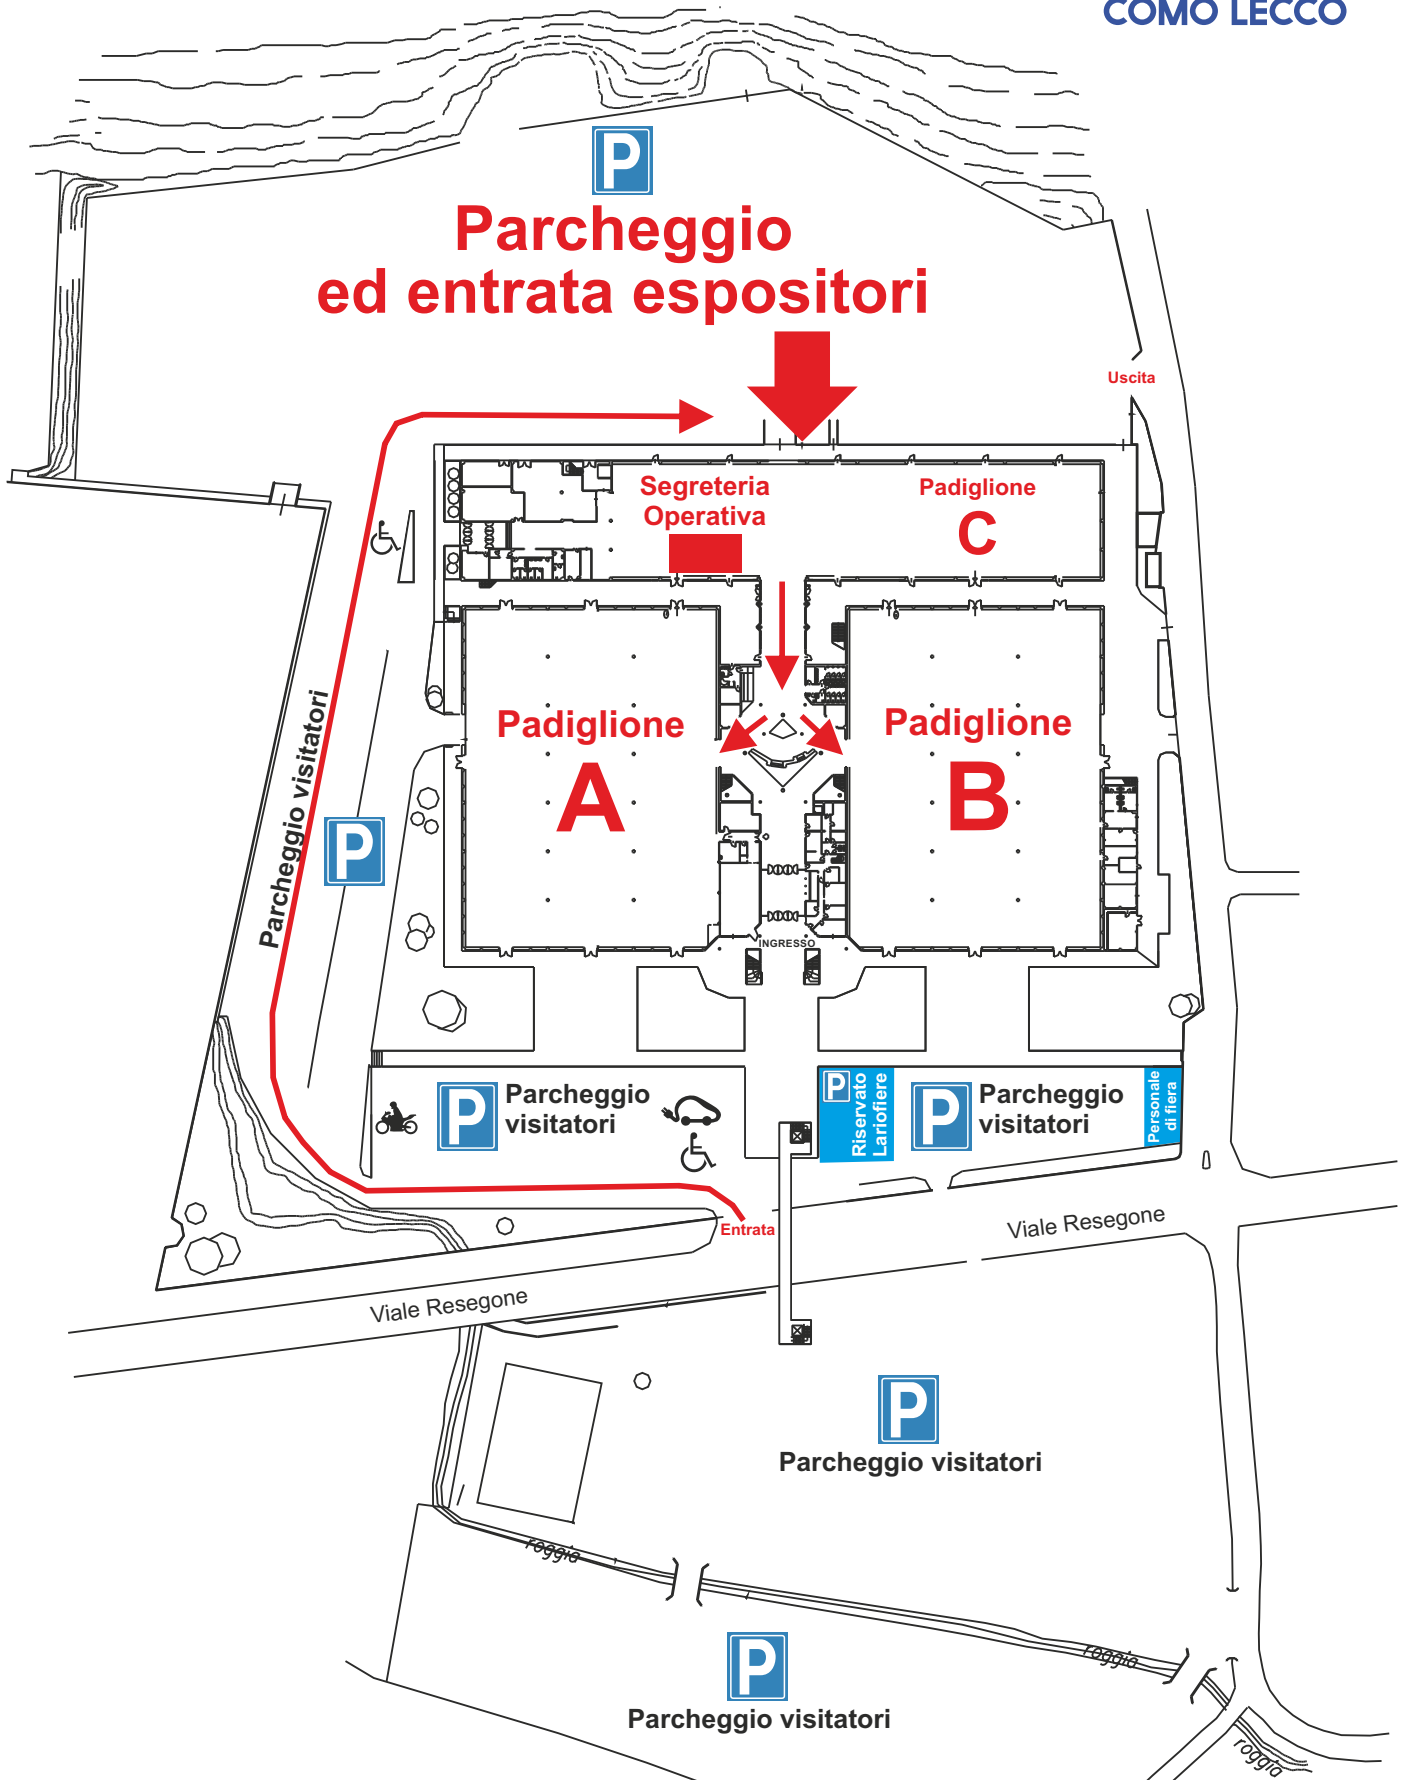 COMO LECCO
P
Parcheggio
ed entrata espositori
Uscita
Segreteria
Operativa
Padiglione
C
Padiglione
A
Padiglione
B
Parcheggio visitatori
P
INGRESSO
P
Parcheggio
visitatori
P
Riservato
Lariofiere
P
Parcheggio
visitatori
Personale
di fiera
Entrata
Viale Resegone
Viale Resegone
P
Parcheggio visitatori
roggia
roggia
P
Parcheggio visitatori
roggia